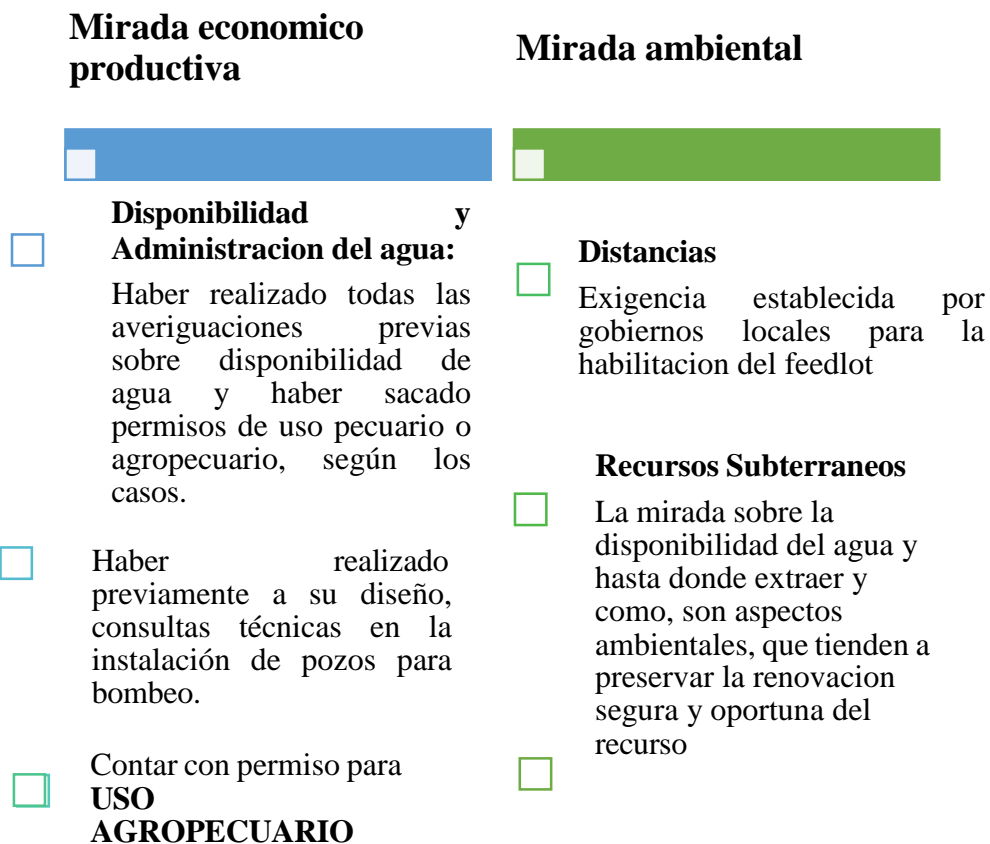 Mirada economico
productiva
Disponibilidad y
Administracion del agua:
Haber realizado todas las
averiguaciones previas
sobre disponibilidad de
agua y haber sacado
permisos de uso pecuario o
agropecuario, según los
casos.
Haber realizado
previamente a su diseño,
consultas técnicas en la
instalación de pozos para
bombeo.
Contar con permiso para
USO
AGROPECUARIO
Mirada ambiental
Distancias
Exigencia establecida por
gobiernos locales para la
habilitacion del feedlot
Recursos Subterraneos
La mirada sobre la
disponibilidad del agua y
hasta donde extraer y
como, son aspectos
ambientales, que tienden a
preservar la renovacion
segura y oportuna del
recurso